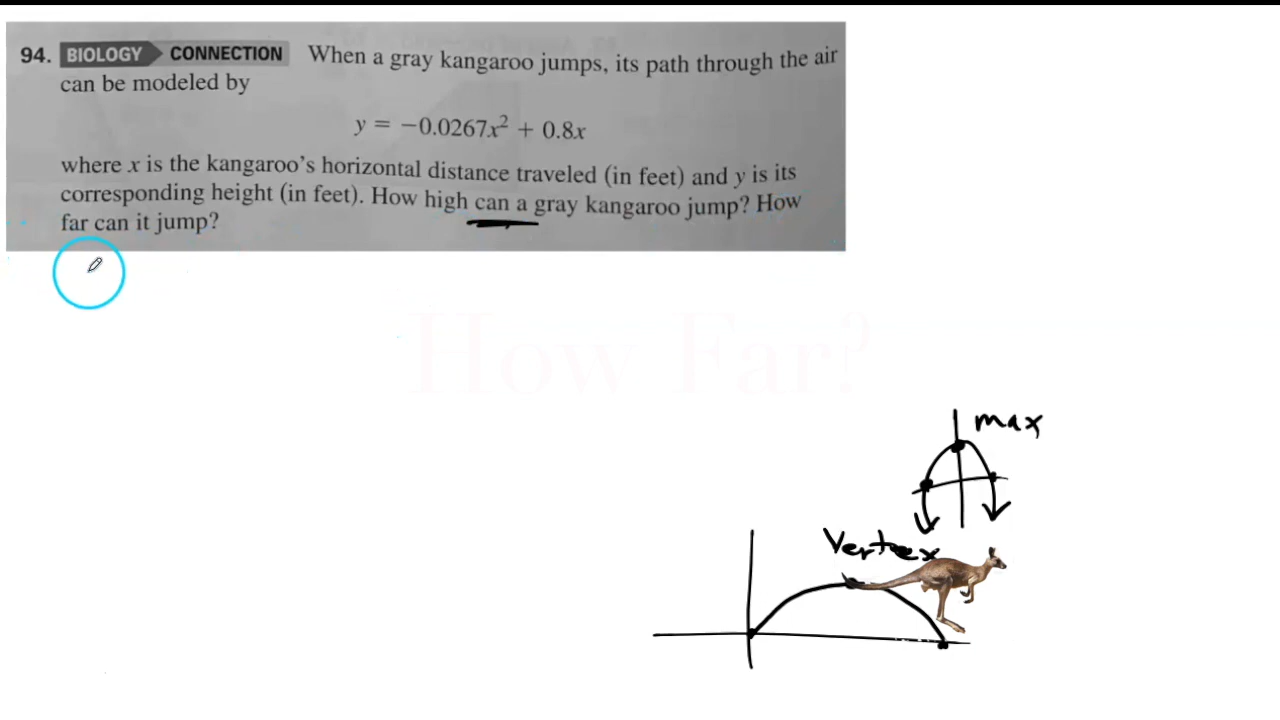 94. BIOLOGY CONNECTION When a gray kangaroo jumps, its path through the air
can be modeled by
y = −0.0267x² + 0.8x
where x is the kangaroo's horizontal distance traveled (in feet) and y is its
corresponding height (in feet). How high can a gray kangaroo jump? How
far can it jump?
How Far?
max
Vertex